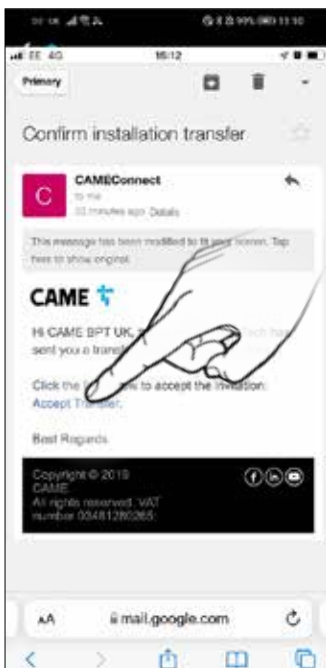 11:10
EE 4G
16:12
Primary
Confirm installation transfer
C
CAMEConnect
to me
Details
This message has been modified to fit your screen. Tap
here to show original.
CAME
Hi CAME BPT UK,
has
sent you a
Click the to accept the invitation:
Accept Transfer.
Best Regards
Copyright © 2019
CAME
All rights reserved. VAT
number 03481280265.
f in
AA mail.google.com